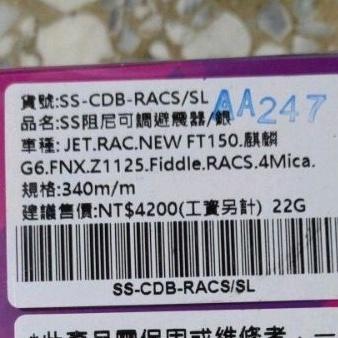 貨號:SS-CDB-RACS/SL AA247
品名:SS阻尼可調避震器/銀
車種: JET.RAC.NEW FT150.麒麟
G6.FNX.Z1125.Fiddle.RACS.4Mica.
規格:340m/m
建議售價:NT$4200(工資另計) 22G
SS-CDB-RACS/SL